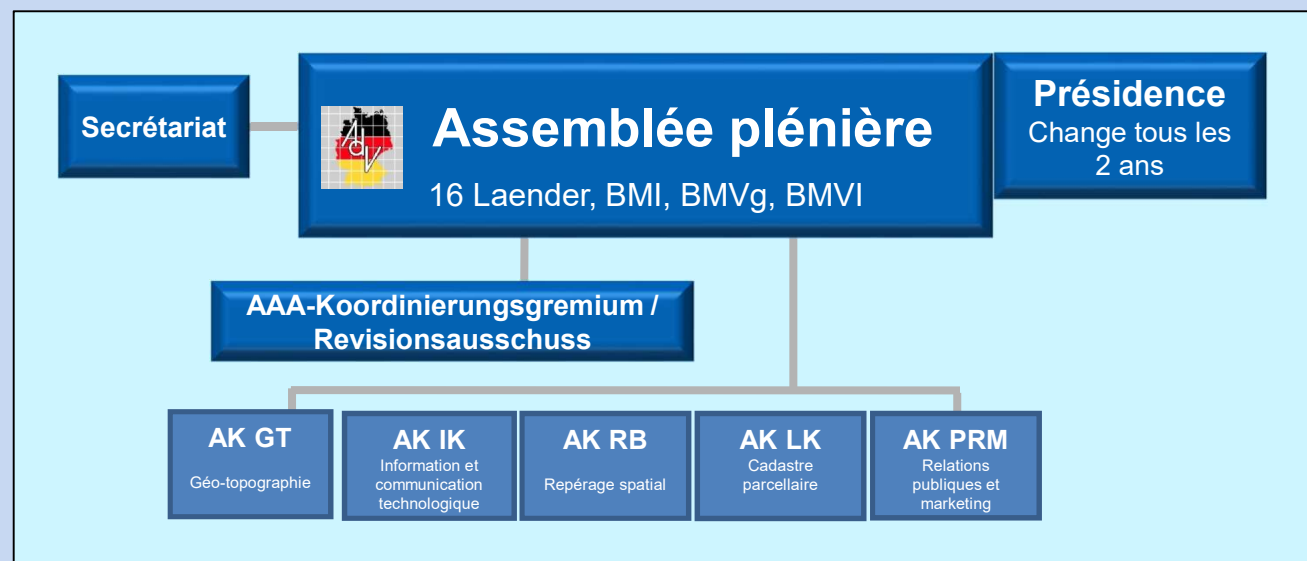 Secrétariat
AdV
Assemblée plénière
16 Laender, BMI, BMVg, BMVI
Présidence
Change tous les
2 ans
AAA-Koordinierungsgremium /
Revisionsausschuss
AK GT
Géo-topographie
AK IK
Information et
communication
technologique
AK RB
Repérage spatial
AK LK
Cadastre
parcellaire
AK PRM
Relations
publiques et
marketing